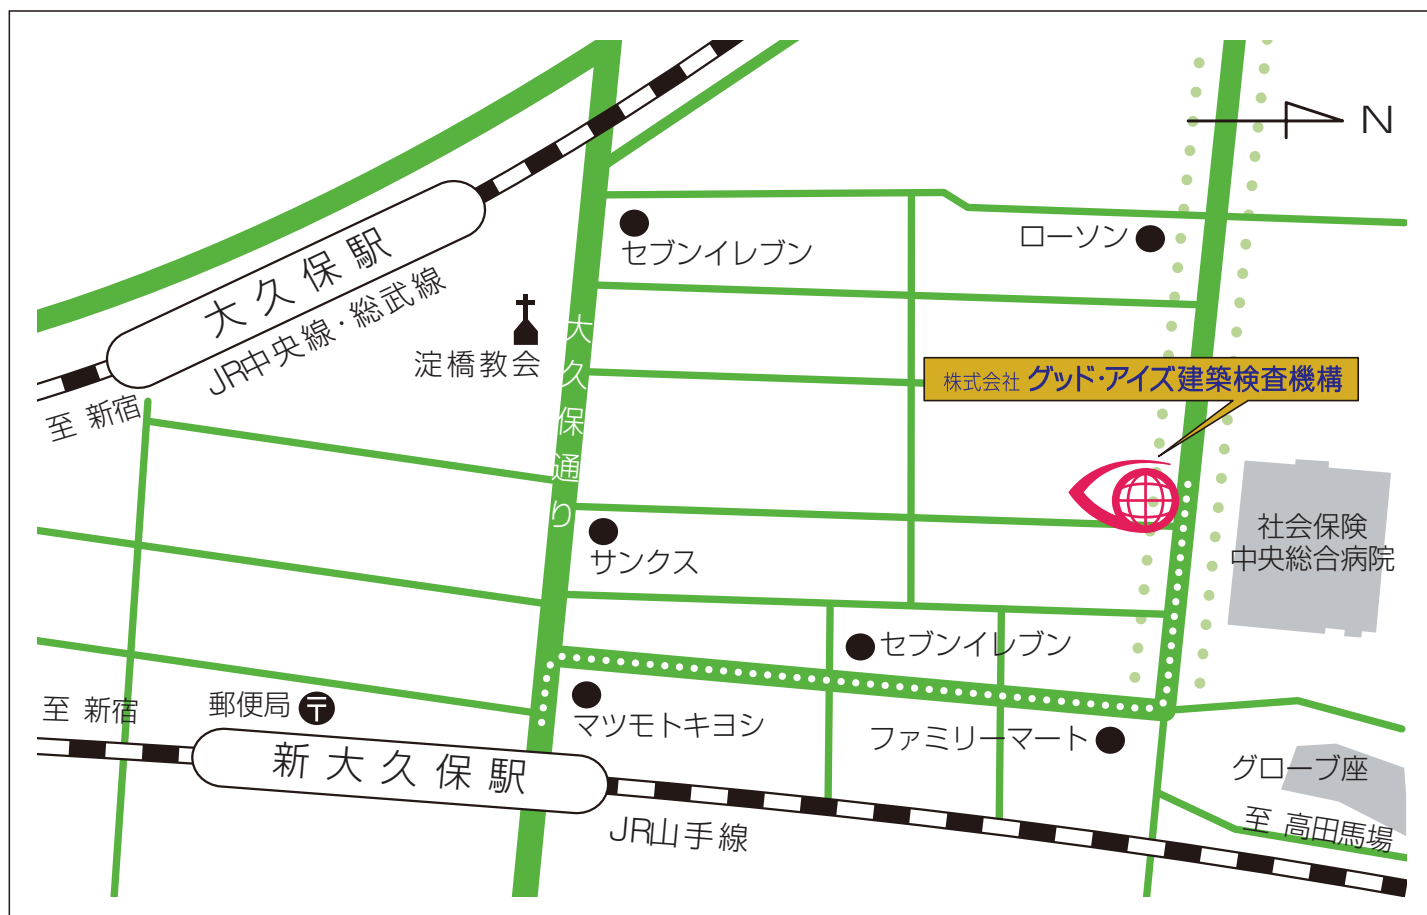 N
セブンイレブン
ローソン
大久保駅
JR中央線・総武線
淀橋教会
至 新宿
大久保通り
株式会社 グッド・アイズ建築検査機構
社会保険
中央総合病院
サンクス
セブンイレブン
郵便局
至 新宿
マツモトキヨシ
ファミリーマート
新大久保駅
グローブ座
JR山手線
至 高田馬場